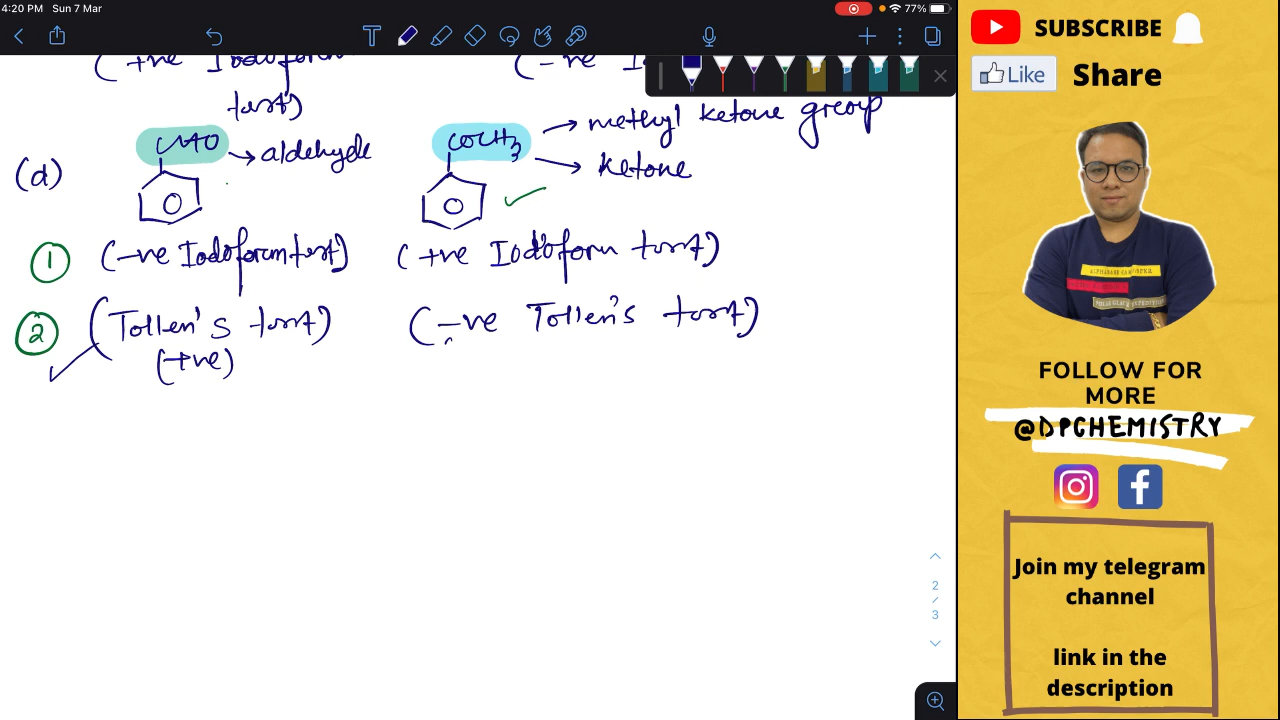 4:20 PM Sun 7 Mar
77%
(+ve Iodoform
test)
(-ve I
(d)
CHO
→ aldehyde
COCH3
→ methyl ketone group
→ ketone
① (-ve Iodoform test) (+ve Iodoform test)
② (Tollen's test) (-ve Tollen's test)
(+ve)
2
/
3
SUBSCRIBE
Like
Share
FOLLOW FOR
MORE
@DPCHEMISTRY
Join my telegram
channel
link in the
description